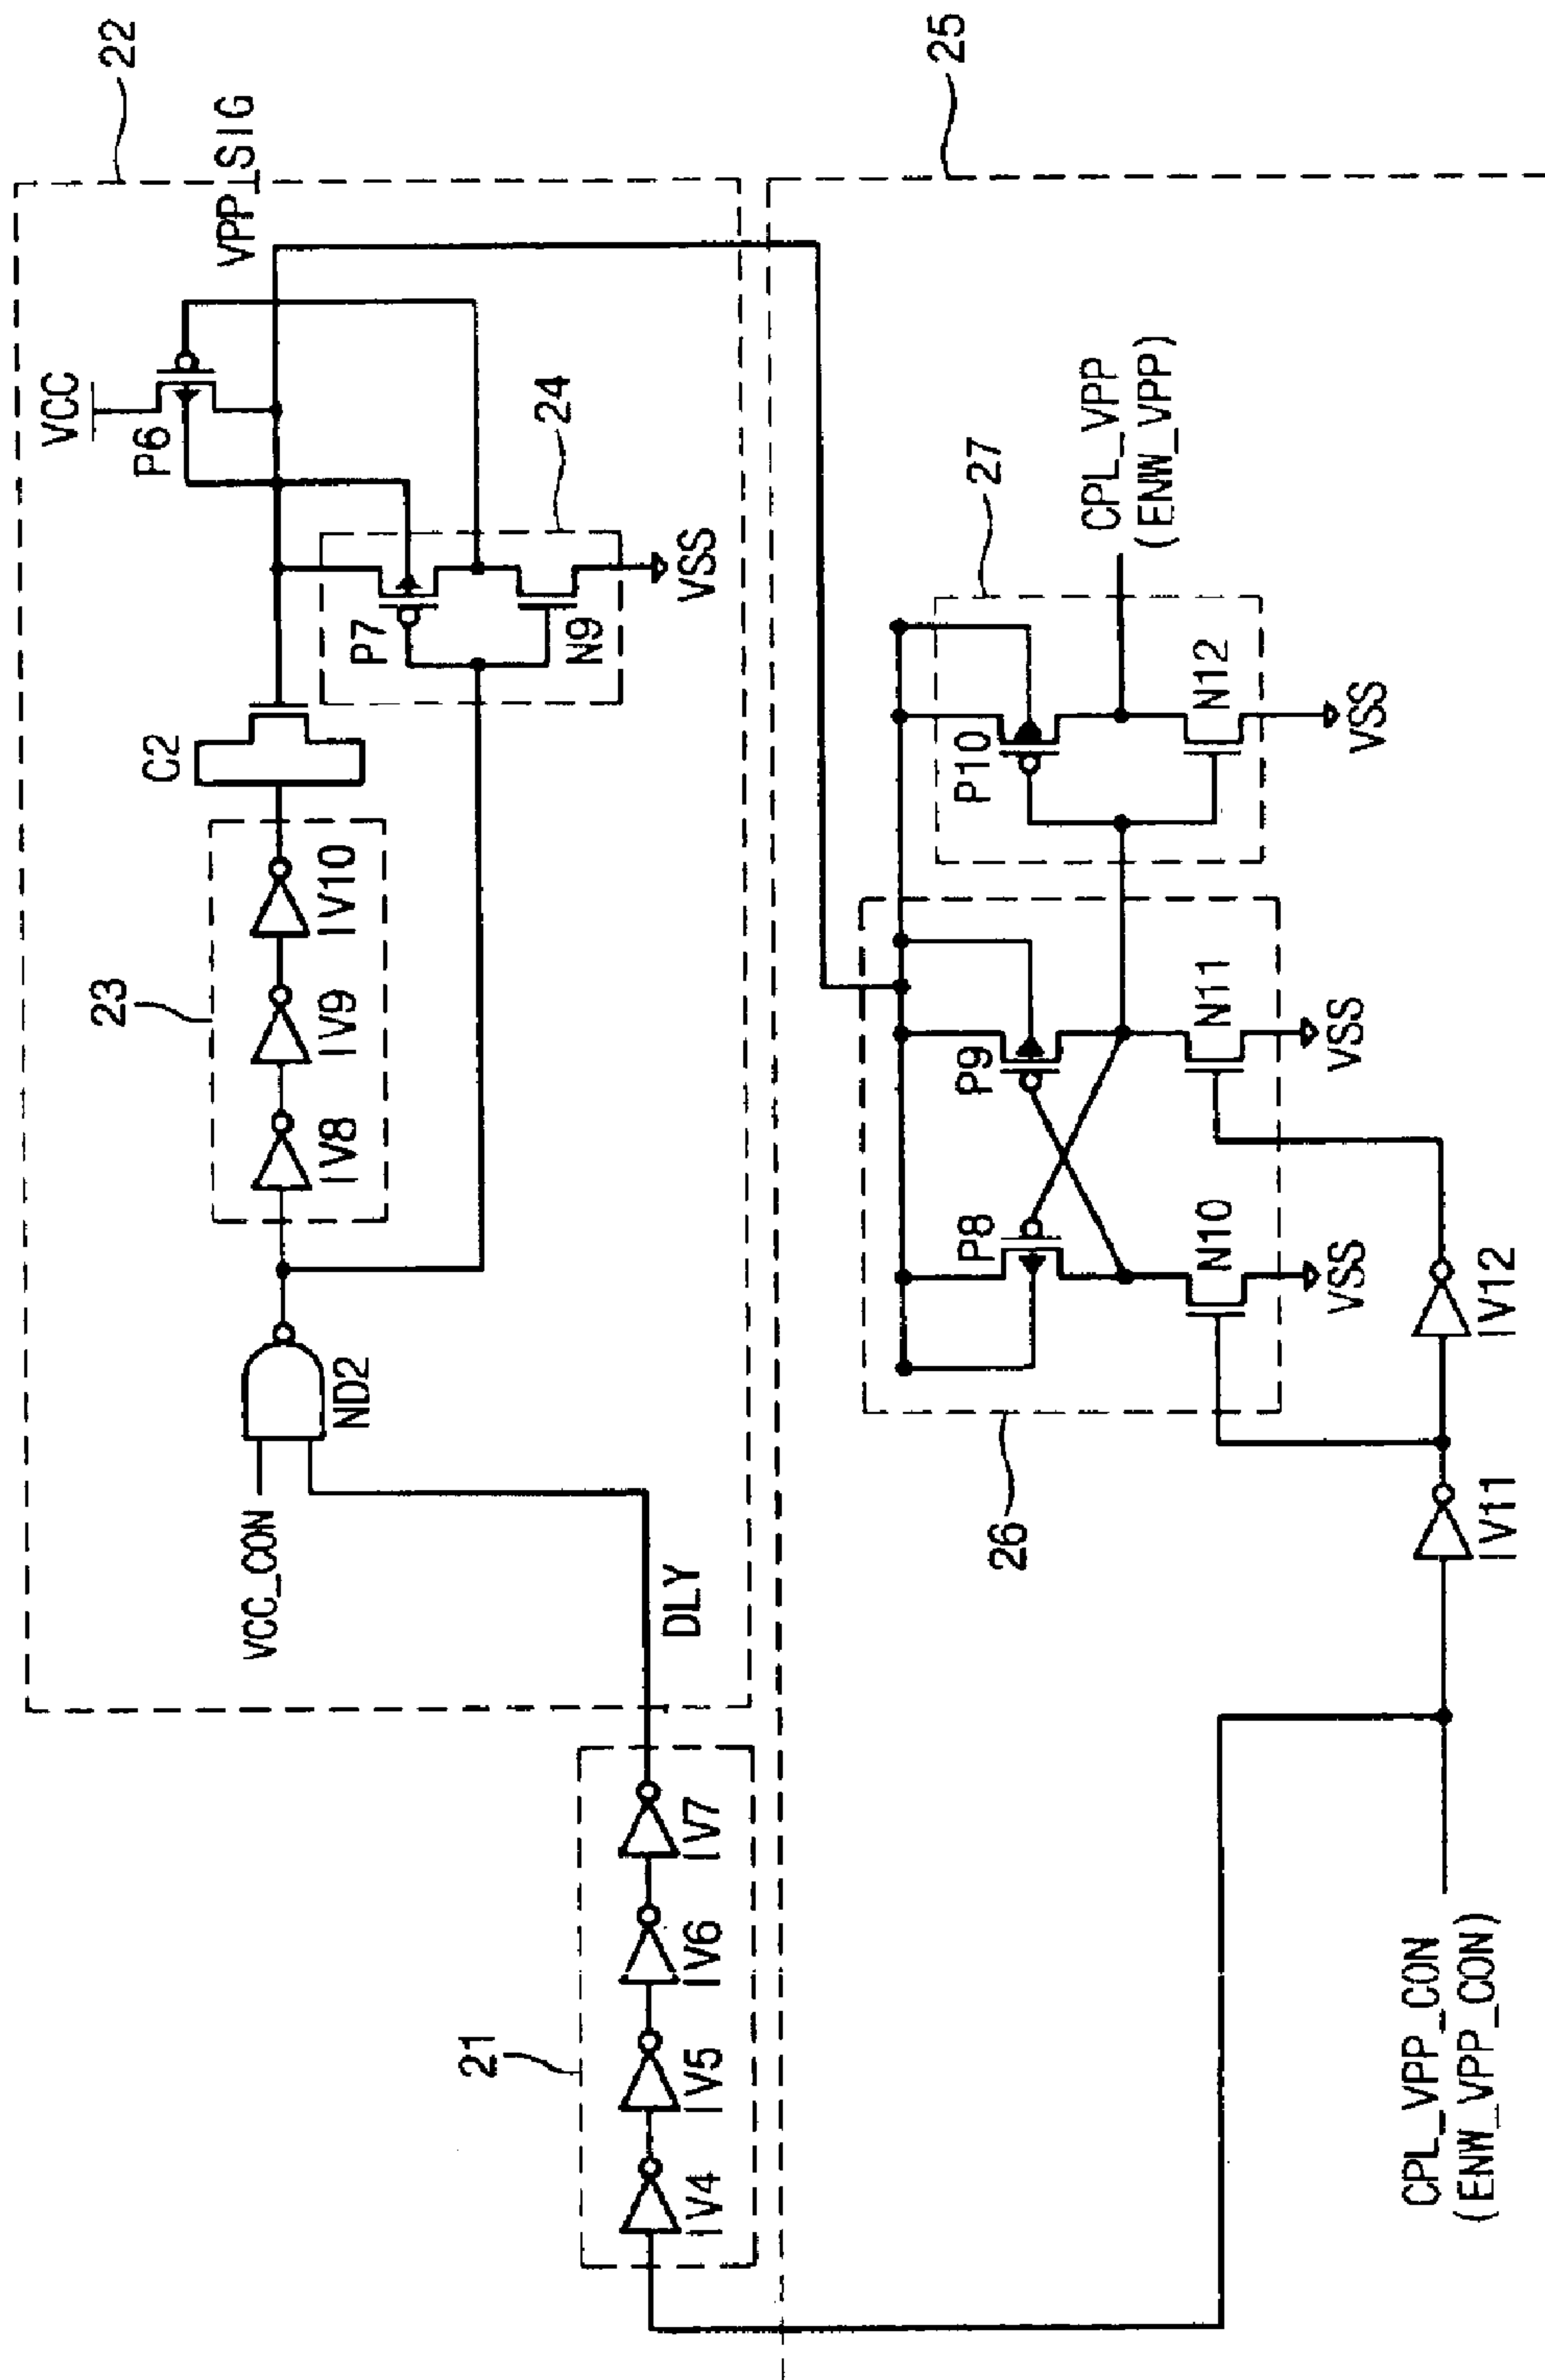 22
VCC
P6
VPP_SIG
C2
23
IV8
IV9
IV10
24
P7
N9
VSS
ND2
VCC_CON
DLY
21
IV4
IV5
IV6
IV7
25
27
P10
N12
VSS
CPL_VPP
(ENW_VPP)
26
P8
P9
N10
N11
VSS
VSS
IV11
IV12
CPL_VPP_CON
(ENW_VPP_CON)